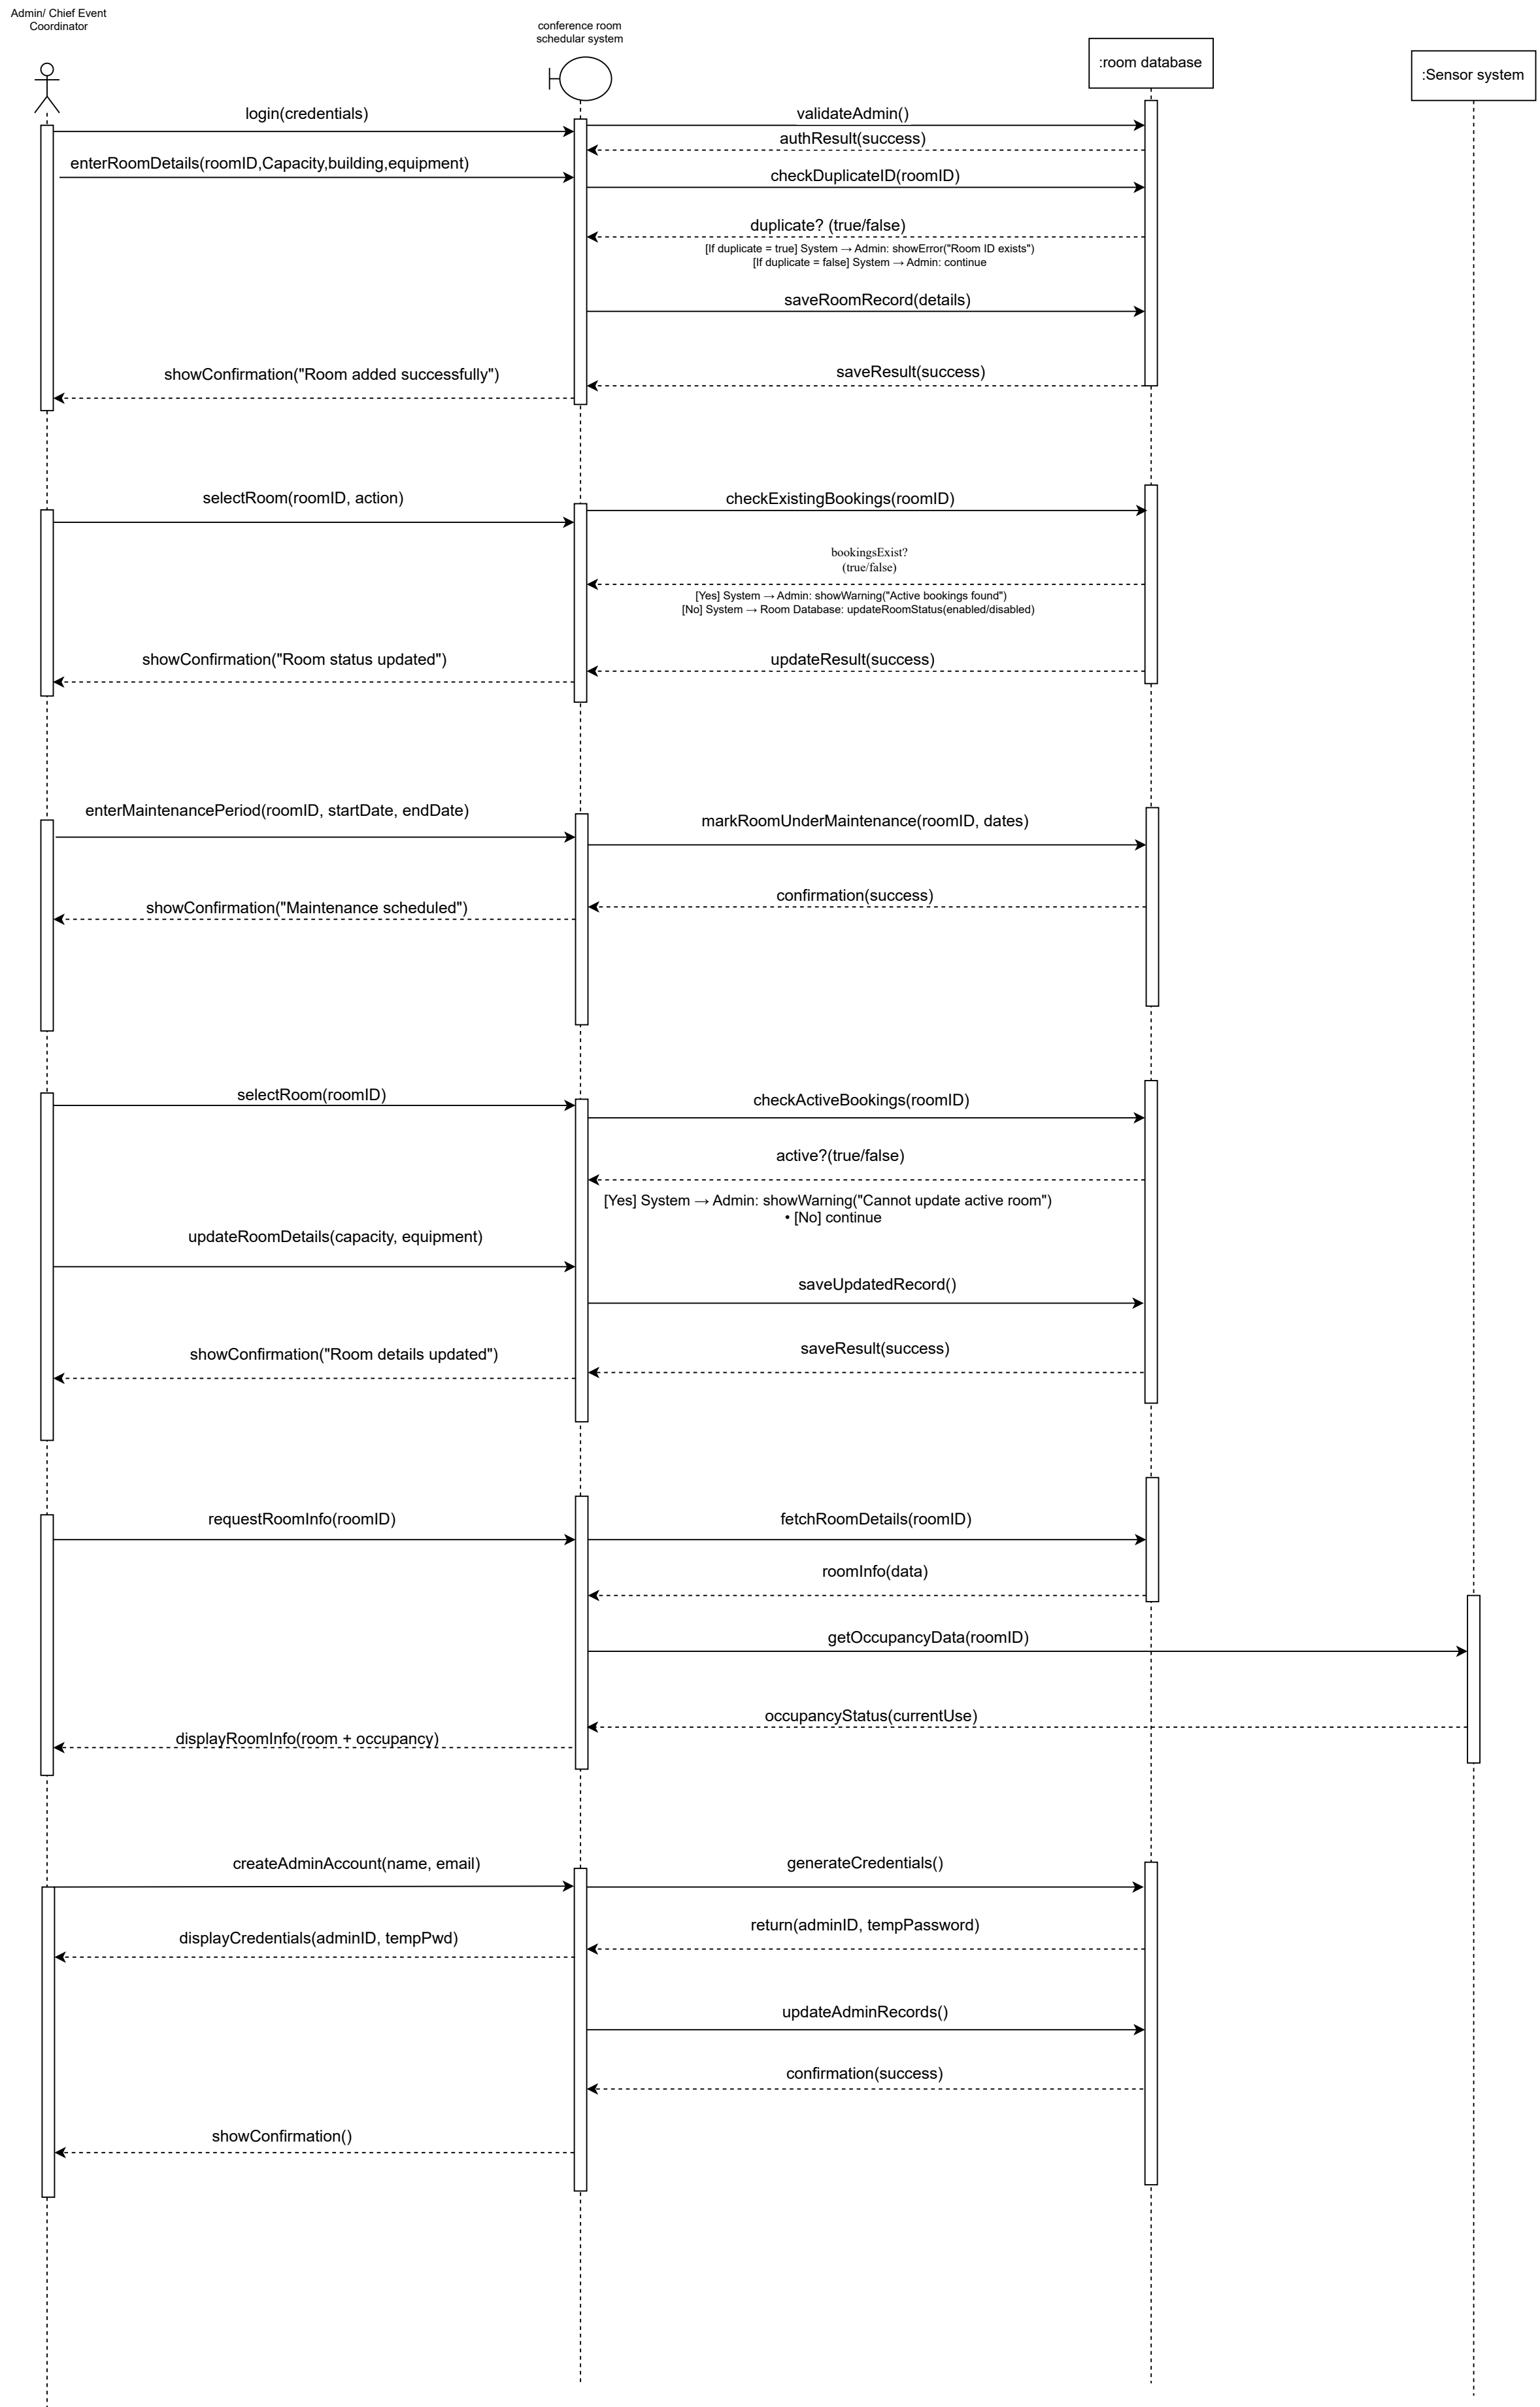 Admin/ Chief Event
Coordinator
conference room
schedular system
:room database
:Sensor system
login(credentials)
validateAdmin()
authResult(success)
enterRoomDetails(roomID,Capacity,building,equipment)
checkDuplicateID(roomID)
duplicate? (true/false)
[If duplicate = true] System → Admin: showError("Room ID exists")
[If duplicate = false] System → Admin: continue
saveRoomRecord(details)
saveResult(success)
showConfirmation("Room added successfully")
selectRoom(roomID, action)
checkExistingBookings(roomID)
bookingsExist?
(true/false)
[Yes] System → Admin: showWarning("Active bookings found")
[No] System → Room Database: updateRoomStatus(enabled/disabled)
showConfirmation("Room status updated")
updateResult(success)
enterMaintenancePeriod(roomID, startDate, endDate)
markRoomUnderMaintenance(roomID, dates)
confirmation(success)
showConfirmation("Maintenance scheduled")
selectRoom(roomID)
checkActiveBookings(roomID)
active?(true/false)
[Yes] System → Admin: showWarning("Cannot update active room")
• [No] continue
updateRoomDetails(capacity, equipment)
saveUpdatedRecord()
saveResult(success)
showConfirmation("Room details updated")
requestRoomInfo(roomID)
fetchRoomDetails(roomID)
roomInfo(data)
getOccupancyData(roomID)
occupancyStatus(currentUse)
displayRoomInfo(room + occupancy)
createAdminAccount(name, email)
generateCredentials()
return(adminID, tempPassword)
displayCredentials(adminID, tempPwd)
updateAdminRecords()
confirmation(success)
showConfirmation()